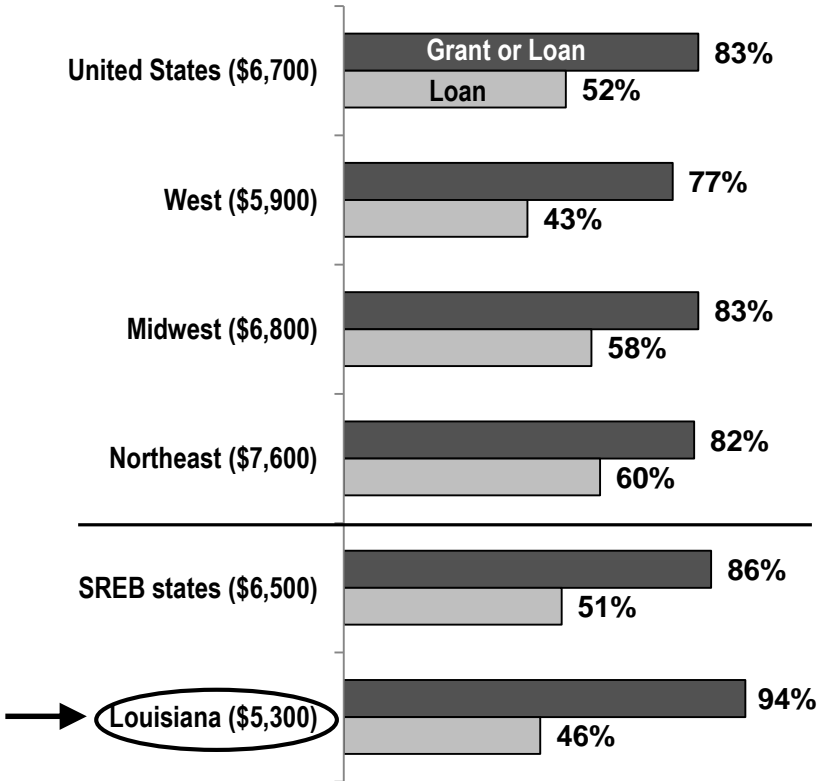 United States ($6,700)
Grant or Loan
83%
Loan
52%
West ($5,900)
77%
43%
Midwest ($6,800)
83%
58%
Northeast ($7,600)
82%
60%
SREB states ($6,500)
86%
51%
Louisiana ($5,300)
94%
46%